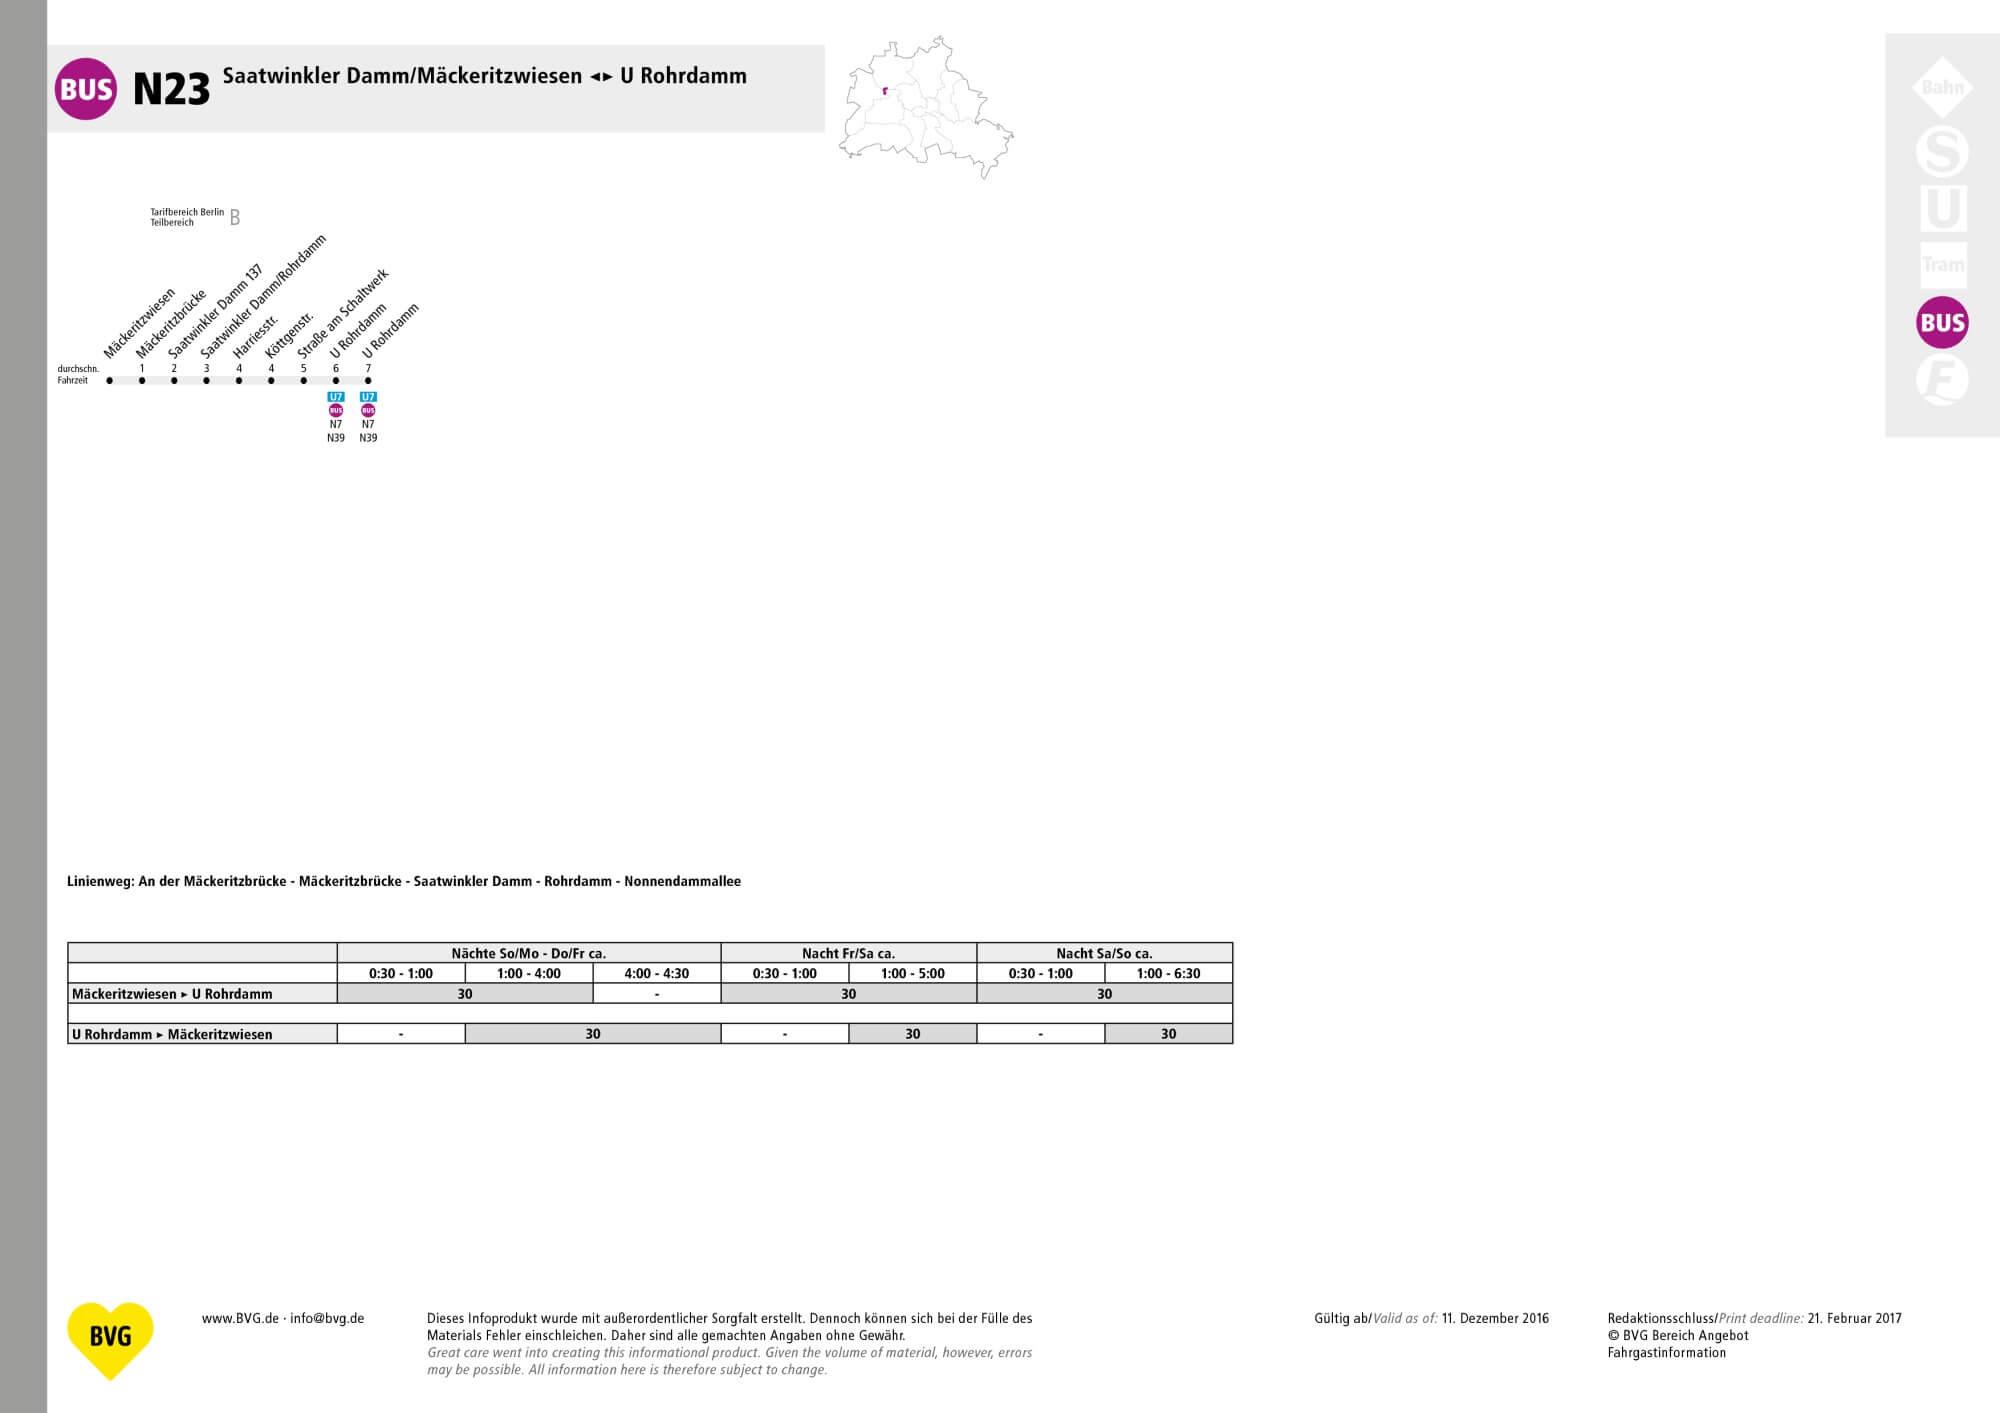 BUS N23 Saatwinkler Damm/Mäckeritzwiesen ◄► U Rohrdamm
Bahn
S
U
Tram
BUS
F
Tarifbereich Berlin B
Teilbereich
Mäckeritzwiesen
Mäckeritzbrücke
Saatwinkler Damm 137
Saatwinkler Damm/Rohrdamm
Harriesstr.
Köttgenstr.
Straße am Schaltwerk
U Rohrdamm
U Rohrdamm
durchschn. 1 2 3 4 4 5 6 7
Fahrzeit
U7 U7
BUS BUS
N7 N7
N39 N39
Linienweg: An der Mäckeritzbrücke - Mäckeritzbrücke - Saatwinkler Damm - Rohrdamm - Nonnendammallee
Nächte So/Mo - Do/Fr ca. Nacht Fr/Sa ca. Nacht Sa/So ca.
0:30 - 1:00 1:00 - 4:00 4:00 - 4:30 0:30 - 1:00 1:00 - 5:00 0:30 - 1:00 1:00 - 6:30
Mäckeritzwiesen ► U Rohrdamm 30 - 30 30
U Rohrdamm ► Mäckeritzwiesen - 30 - 30 - 30
BVG
www.BVG.de · info@bvg.de
Dieses Infoprodukt wurde mit außerordentlicher Sorgfalt erstellt. Dennoch können sich bei der Fülle des
Materials Fehler einschleichen. Daher sind alle gemachten Angaben ohne Gewähr.
Great care went into creating this informational product. Given the volume of material, however, errors
may be possible. All information here is therefore subject to change.
Gültig ab/Valid as of: 11. Dezember 2016
Redaktionsschluss/Print deadline: 21. Februar 2017
© BVG Bereich Angebot
Fahrgastinformation